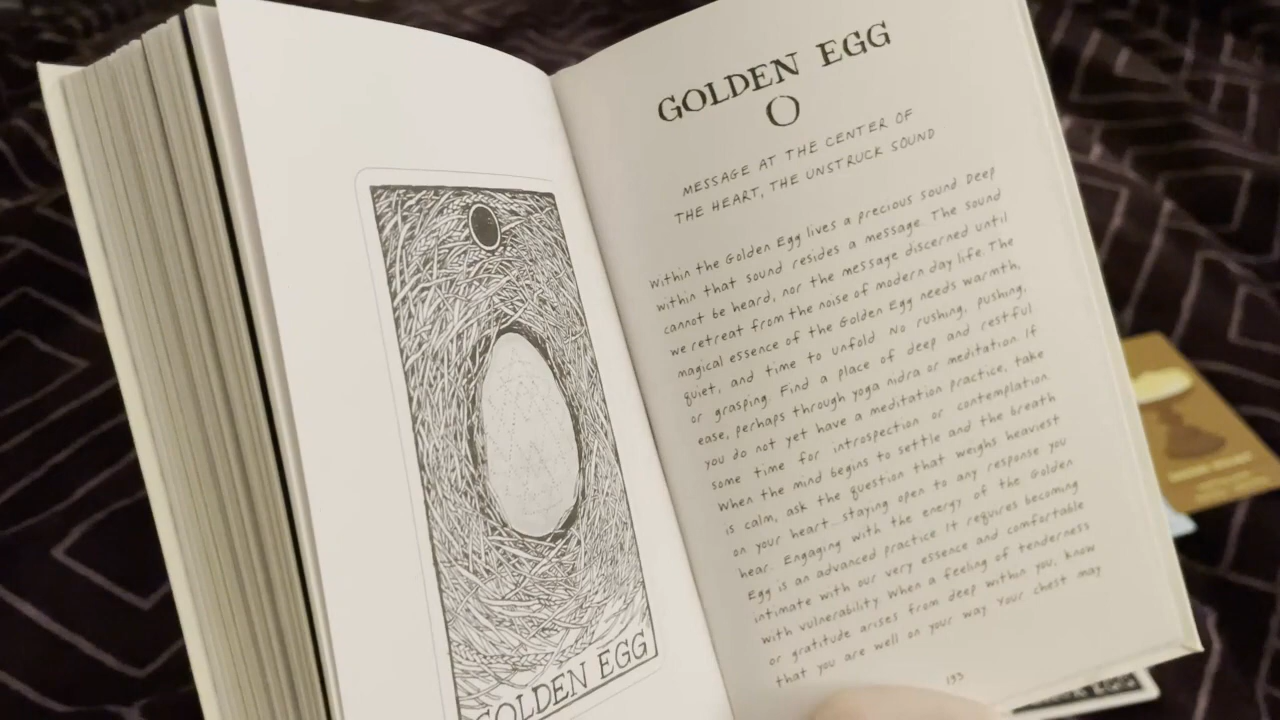 GOLDEN EGG
GOLDEN EGG
MESSAGE AT THE CENTER OF
THE HEART, THE UNSTRUCK SOUND
Within the Golden Egg lives a precious sound Deep
within that sound resides a message. The sound
cannot be heard, nor the message discerned until
we retreat from the noise of modern day life. The
magical essence of the Golden Egg needs warmth,
quiet, and time to unfold. No rushing, pushing,
or grasping. Find a place of deep and restful
ease, perhaps through yoga nidra or meditation. If
you do not yet have a meditation practice, take
some time for introspection or contemplation.
When the mind begins to settle and the breath
is calm, ask the question that weighs heaviest
on your heart...staying open to any response you
hear. Engaging with the energy of the Golden
Egg is an advanced practice. It requires becoming
intimate with our very essence and comfortable
with vulnerability. When a feeling of tenderness
or gratitude arises from deep within you, know
that you are well on your way. Your chest may
193